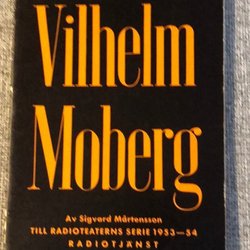 Vilhelm
Moberg
Av Sigvard Mårtensson
TILL RADIOTEATERNS SERIE 1953—54
RADIOTJÄNST